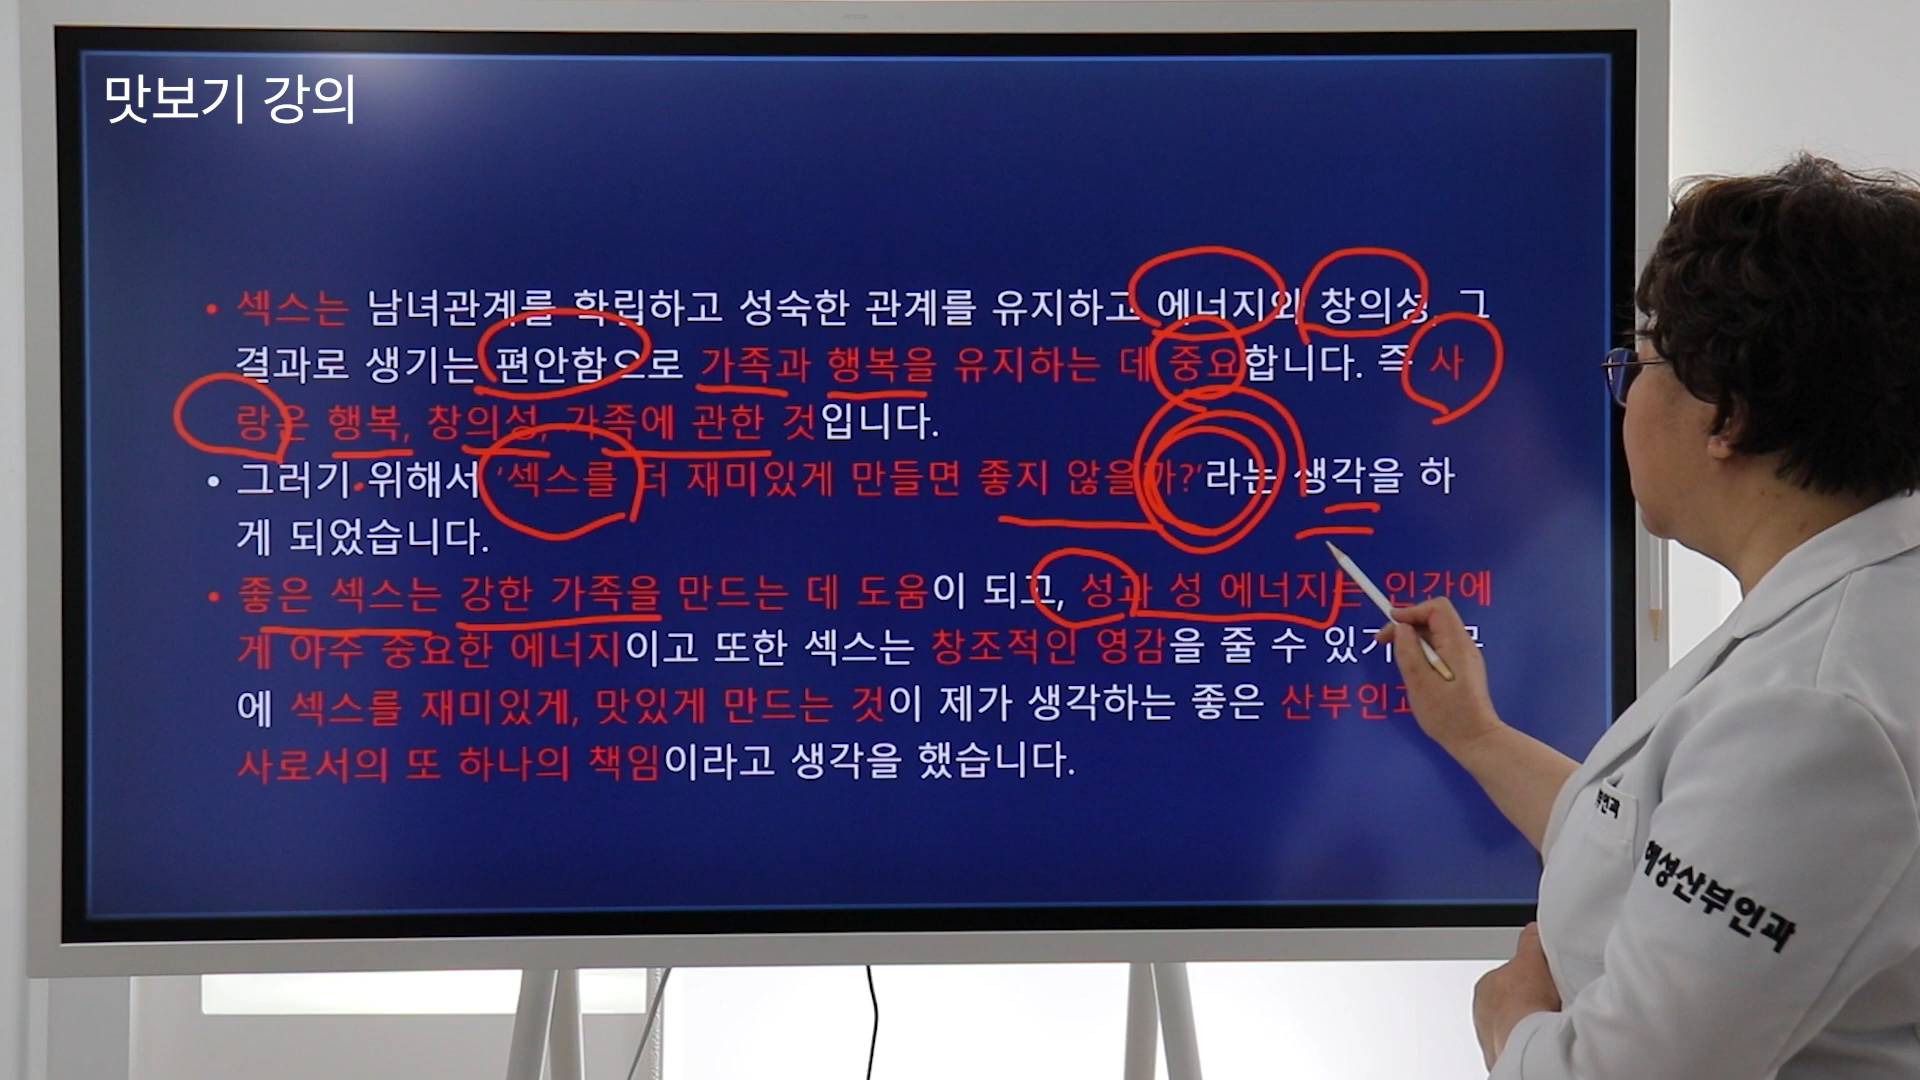 맛보기 강의
• 섹스는 남녀관계를 확립하고 성숙한 관계를 유지하고 에너지와 창의성, 그
결과로 생기는 편안함으로 가족과 행복을 유지하는 데 중요합니다. 즉 사
랑은 행복, 창의성, 가족에 관한 것입니다.
• 그러기 위해서 ‘섹스를 더 재미있게 만들면 좋지 않을까?’라는 생각을 하
게 되었습니다.
• 좋은 섹스는 강한 가족을 만드는 데 도움이 되고, 성과 성 에너지는 인간에
게 아주 중요한 에너지이고 또한 섹스는 창조적인 영감을 줄 수 있기
에 섹스를 재미있게, 맛있게 만드는 것이 제가 생각하는 좋은 산부인과
사로서의 또 하나의 책임이라고 생각을 했습니다.
부인과
해성산부인과